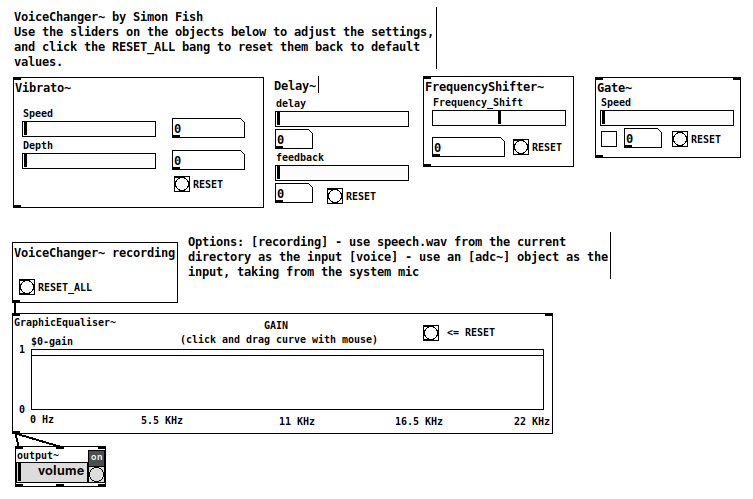 VoiceChanger~ by Simon Fish
Use the sliders on the objects below to adjust the settings,
and click the RESET_ALL bang to reset them back to default
values.
Vibrato~
Speed
0
Depth
0
RESET
Delay~
delay
0
feedback
0
RESET
FrequencyShifter~
Frequency_Shift
0
RESET
Gate~
Speed
0
RESET
VoiceChanger~ recording
RESET_ALL
Options: [recording] - use speech.wav from the current
directory as the input [voice] - use an [adc~] object as the
input, taking from the system mic
GraphicEqualiser~
GAIN
(click and drag curve with mouse)
<= RESET
$0-gain
1
0
0 Hz
5.5 KHz
11 KHz
16.5 KHz
22 KHz
output~
on
volume